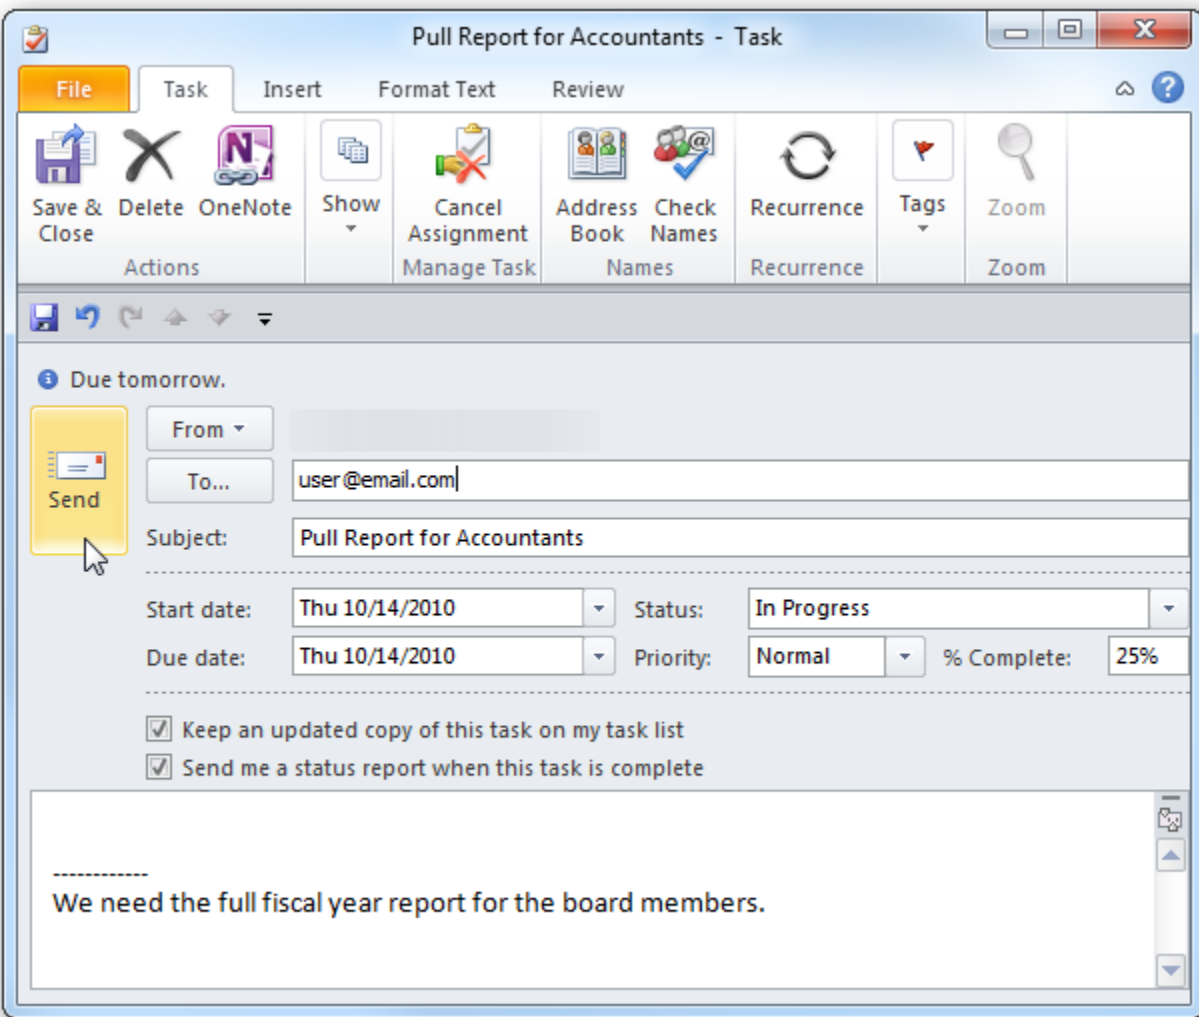 Pull Report for Accountants - Task
File Task Insert Format Text Review
Save & Close Delete OneNote Show Cancel Assignment Address Book Check Names Recurrence Tags Zoom
Actions Manage Task Names Recurrence Zoom
Due tomorrow.
From
To... user@email.com
Send
Subject: Pull Report for Accountants
Start date: Thu 10/14/2010 Status: In Progress
Due date: Thu 10/14/2010 Priority: Normal % Complete: 25%
Keep an updated copy of this task on my task list
Send me a status report when this task is complete
------------
We need the full fiscal year report for the board members.